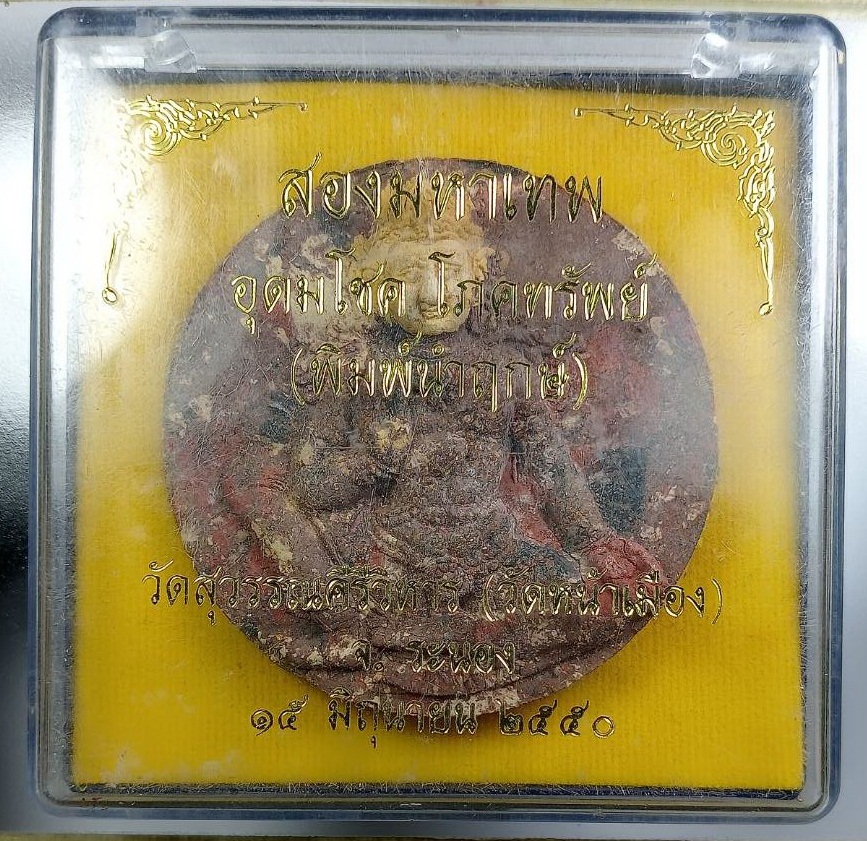 สองมหาเทพ
อุดมโชค โภคทรัพย์
(พิมพ์นำฤกษ์)
วัดสุวรรณคีรีวิหาร (วัดหน้าเมือง)
จ. ระนอง
๑๕ มิถุนายน ๒๕๕๐